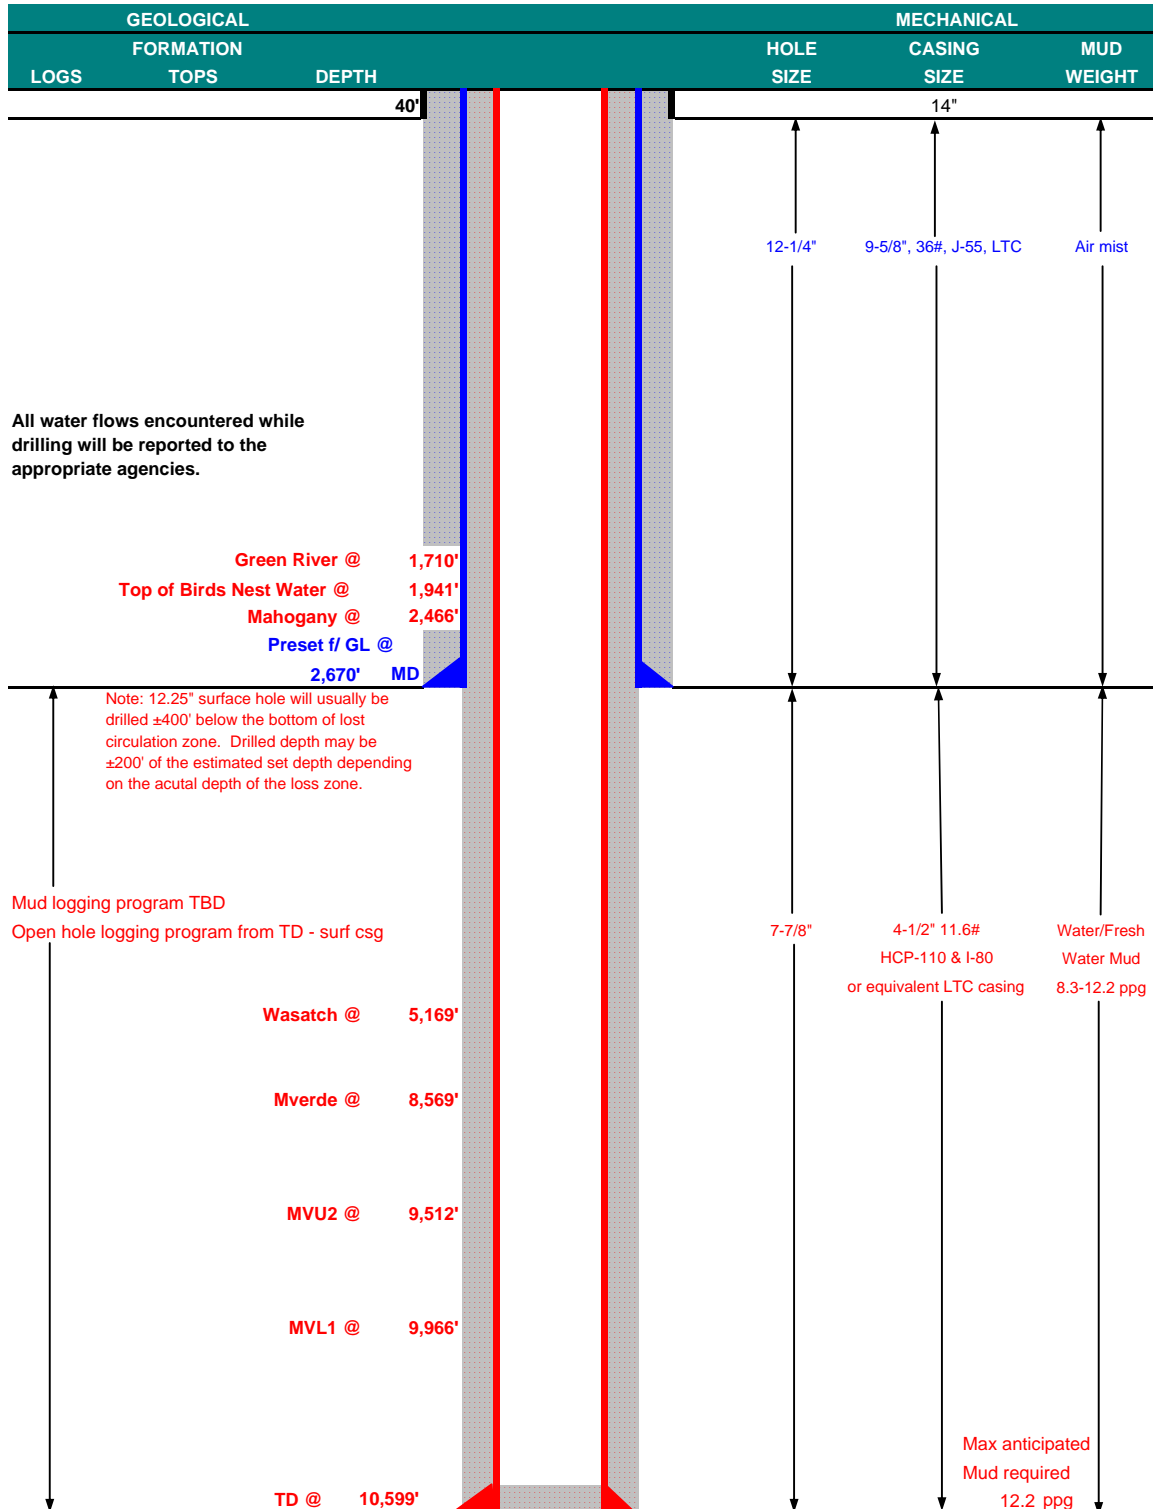 GEOLOGICAL MECHANICAL
FORMATION HOLE CASING MUD
LOGS TOPS DEPTH SIZE SIZE WEIGHT
40' 14"
12-1/4" 9-5/8", 36#, J-55, LTC Air mist
All water flows encountered while
drilling will be reported to the
appropriate agencies.
Green River @ 1,710'
Top of Birds Nest Water @ 1,941'
Mahogany @ 2,466'
Preset f/ GL @
2,670' MD
Note: 12.25" surface hole will usually be
drilled ±400' below the bottom of lost
circulation zone. Drilled depth may be
±200' of the estimated set depth depending
on the acutal depth of the loss zone.
Mud logging program TBD
Open hole logging program from TD - surf csg
7-7/8" 4-1/2" 11.6# Water/Fresh
HCP-110 & I-80 Water Mud
or equivalent LTC casing 8.3-12.2 ppg
Wasatch @ 5,169'
Mverde @ 8,569'
MVU2 @ 9,512'
MVL1 @ 9,966'
Max anticipated
Mud required
TD @ 10,599' 12.2 ppg